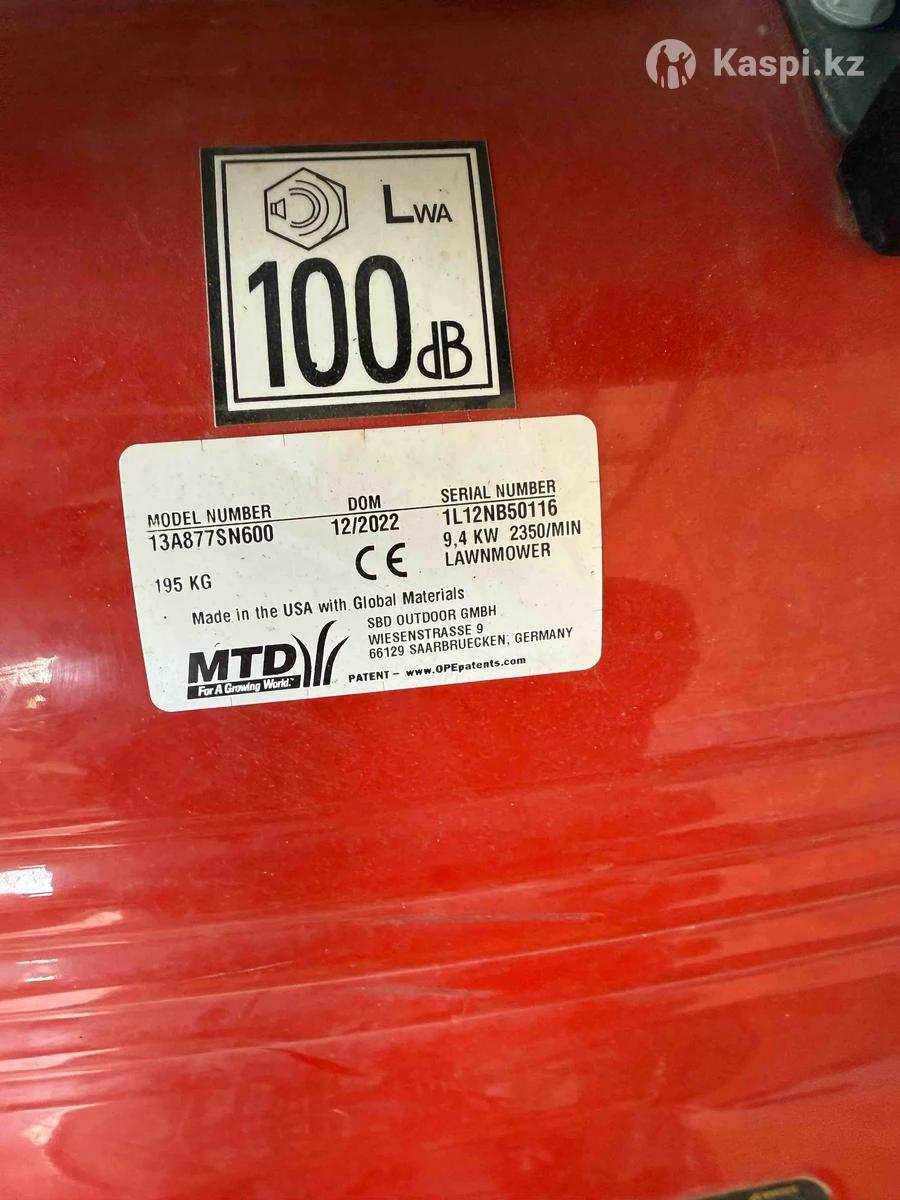 Kaspi.kz
LWA
100dB
MODEL NUMBER
13A877SN600
DOM
12/2022
SERIAL NUMBER
1L12NB50116
9,4 KW 2350/MIN
LAWNMOWER
CE
195 KG
Made in the USA with Global Materials
SBD OUTDOOR GMBH
WIESENSTRASSE 9
66129 SAARBRUECKEN, GERMANY
MTD
For A Growing World.™
PATENT – www.OPEpatents.com